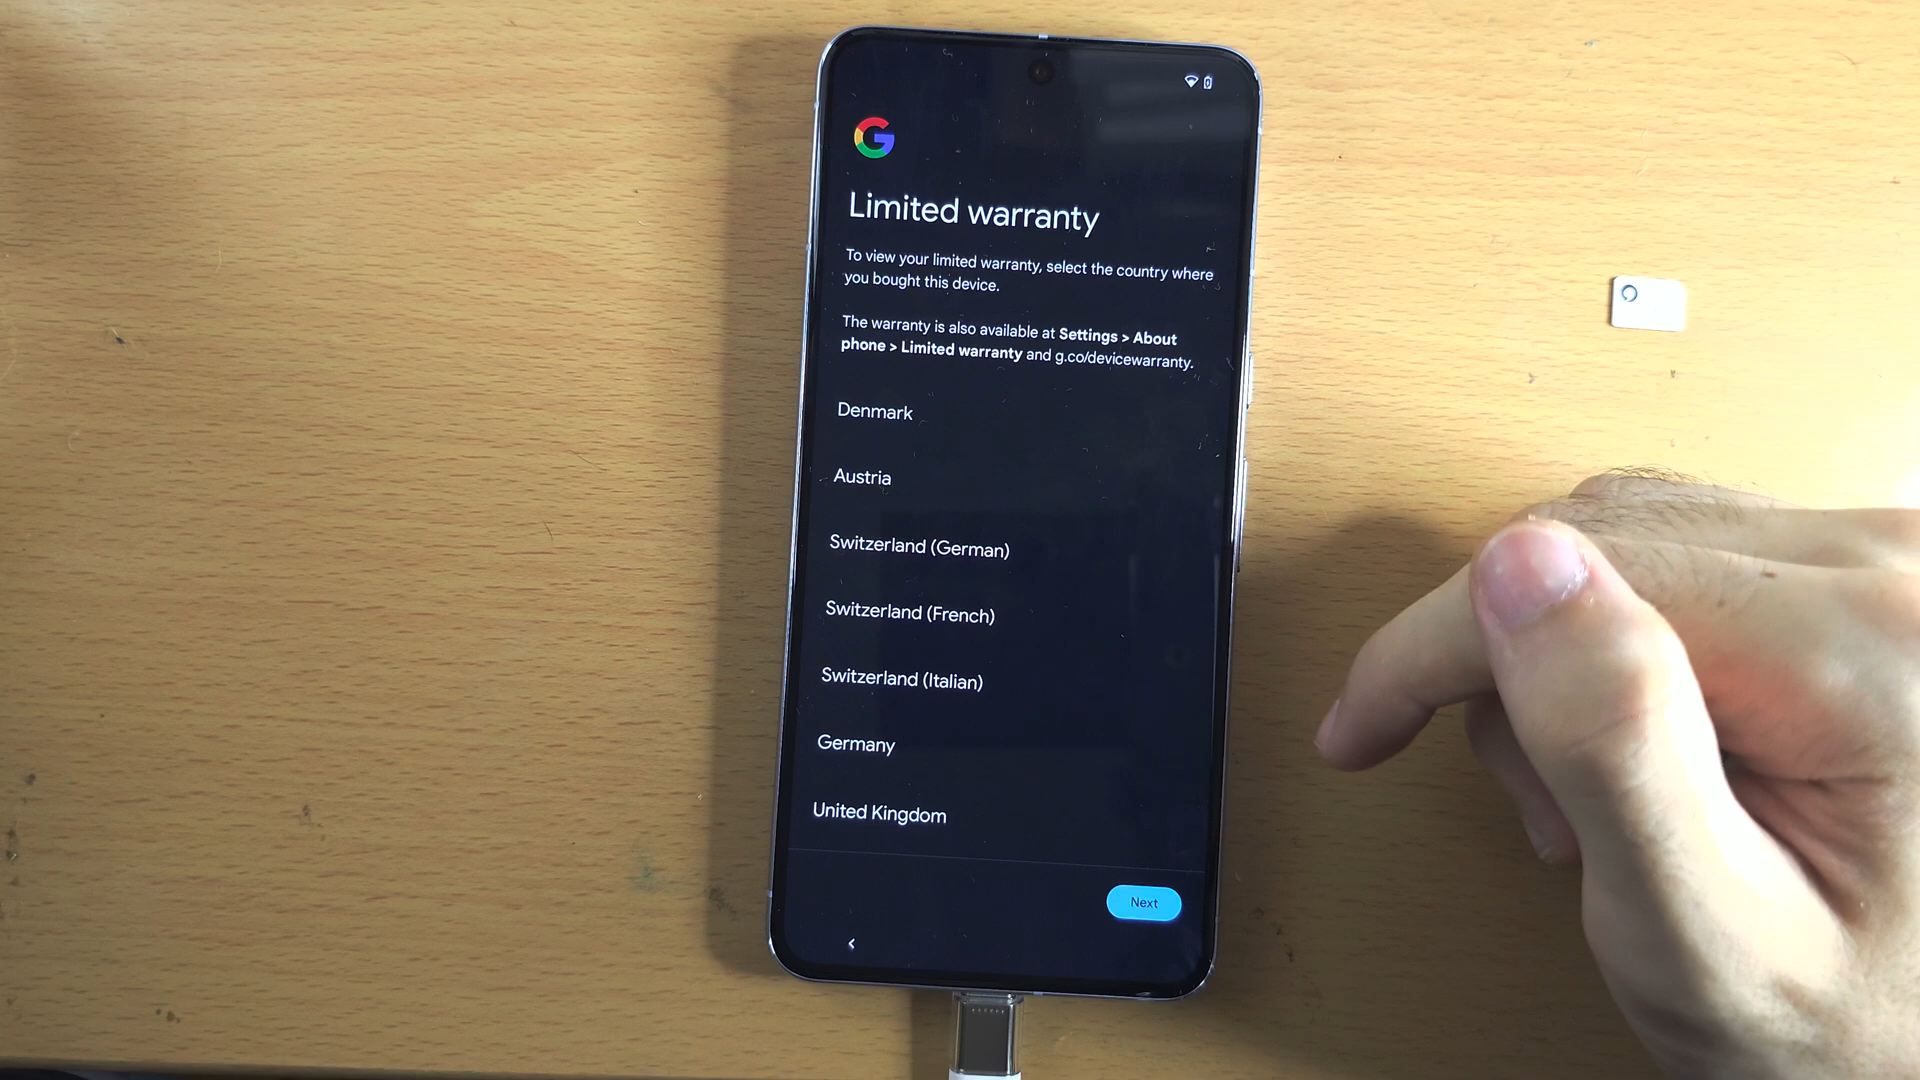 Limited warranty
To view your limited warranty, select the country where
you bought this device.
The warranty is also available at Settings > About
phone > Limited warranty and g.co/devicewarranty.
Denmark
Austria
Switzerland (German)
Switzerland (French)
Switzerland (Italian)
Germany
United Kingdom
Next